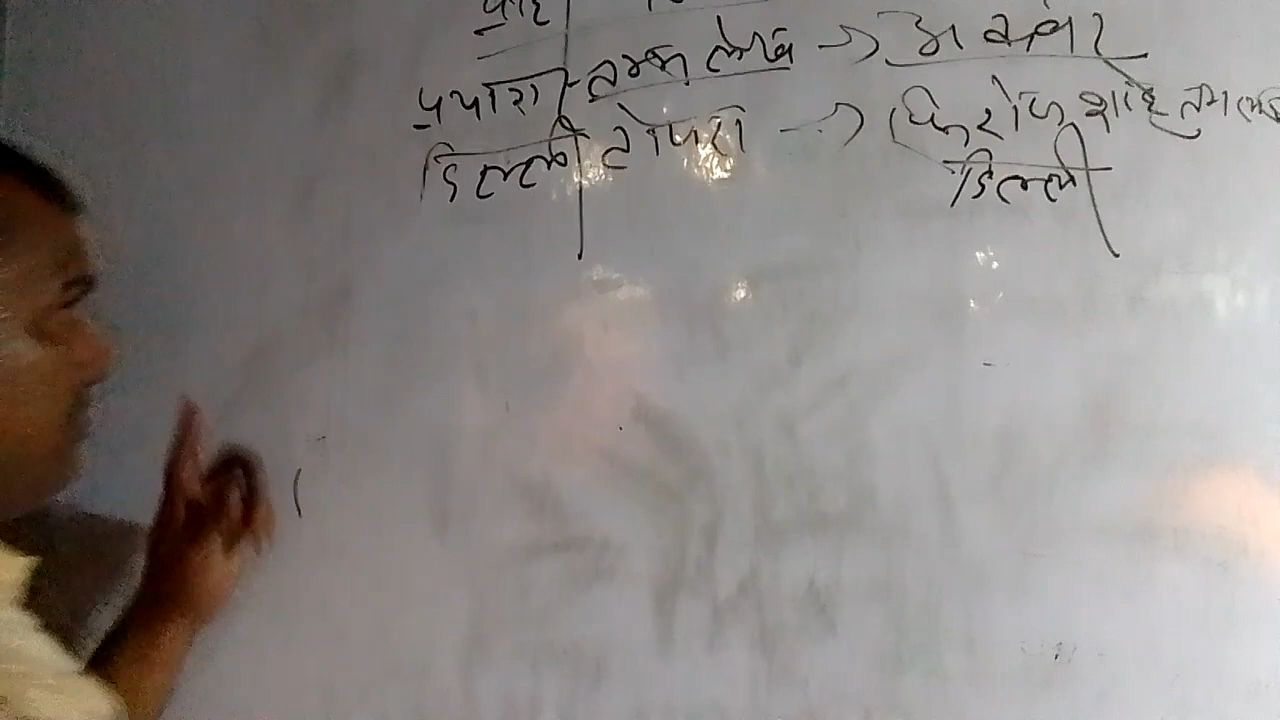 प्रयाग स्तम्भ लेख → अकबर
दिल्ली टोपरा → फिरोज शाह तुगलक
दिल्ली